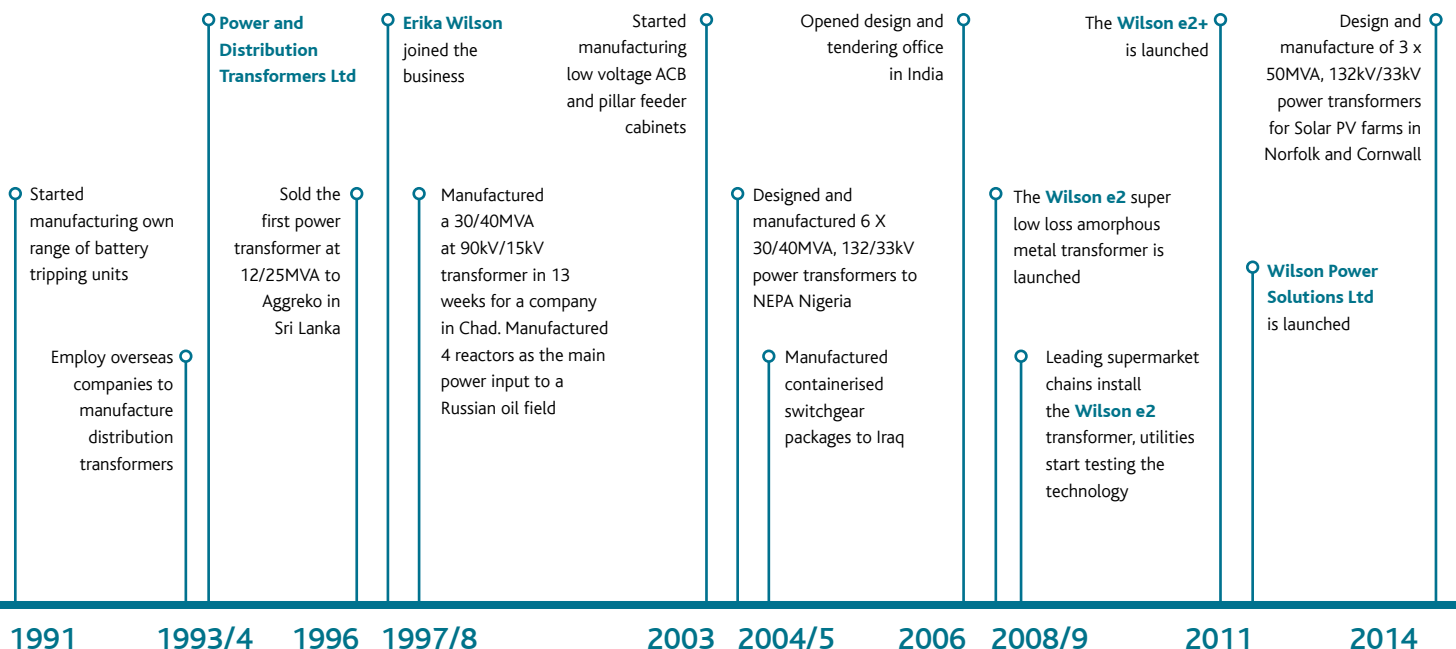 Power and
Distribution
Transformers Ltd
Erika Wilson
joined the
business
Started
manufacturing
low voltage ACB
and pillar feeder
cabinets
Opened design and
tendering office
in India
The Wilson e2+
is launched
Design and
manufacture of 3 x
50MVA, 132kV/33kV
power transformers
for Solar PV farms in
Norfolk and Cornwall
Started
manufacturing own
range of battery
tripping units
Sold the
first power
transformer at
12/25MVA to
Aggreko in
Sri Lanka
Manufactured
a 30/40MVA
at 90kV/15kV
transformer in 13
weeks for a company
in Chad. Manufactured
4 reactors as the main
power input to a
Russian oil field
Designed and
manufactured 6 X
30/40MVA, 132/33kV
power transformers to
NEPA Nigeria
The Wilson e2 super
low loss amorphous
metal transformer is
launched
Wilson Power
Solutions Ltd
is launched
Employ overseas
companies to
manufacture
distribution
transformers
Manufactured
containerised
switchgear
packages to Iraq
Leading supermarket
chains install
the Wilson e2
transformer, utilities
start testing the
technology
1991 1993/4 1996 1997/8 2003 2004/5 2006 2008/9 2011 2014